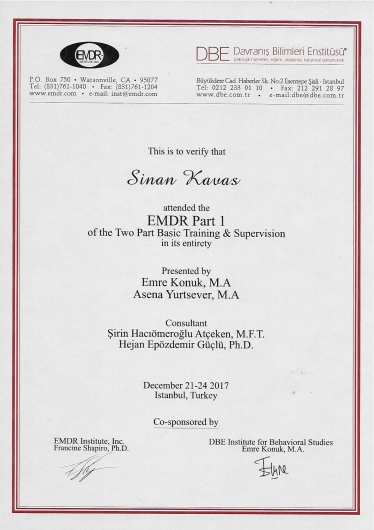 EMDR
DBE Davranış Bilimleri Enstitüsü
P.O. Box 750 • Watsonville, CA • 95077
Tel: (831)761-1040 • Fax: (831)761-1204
www.emdr.com • e-mail: inst@emdr.com
Büyükdere Cad. Haberler Sk. No:2 Esentepe Şişli - Istanbul
Tel: 0212 233 01 10 • Fax: 212 291 28 97
www.dbe.com.tr • e-mail:dbe@dbe.com.tr
This is to verify that
Sinan Kavas
attended the
EMDR Part 1
of the Two Part Basic Training & Supervision
in its entirety
Presented by
Emre Konuk, M.A
Asena Yurtsever, M.A
Consultant
Şirin Hacıömeroğlu Atçeken, M.F.T.
Hejan Epözdemir Güçlü, Ph.D.
December 21-24 2017
Istanbul, Turkey
Co-sponsored by
EMDR Institute, Inc.
Francine Shapiro, Ph.D.
DBE Institute for Behavioral Studies
Emre Konuk, M.A.